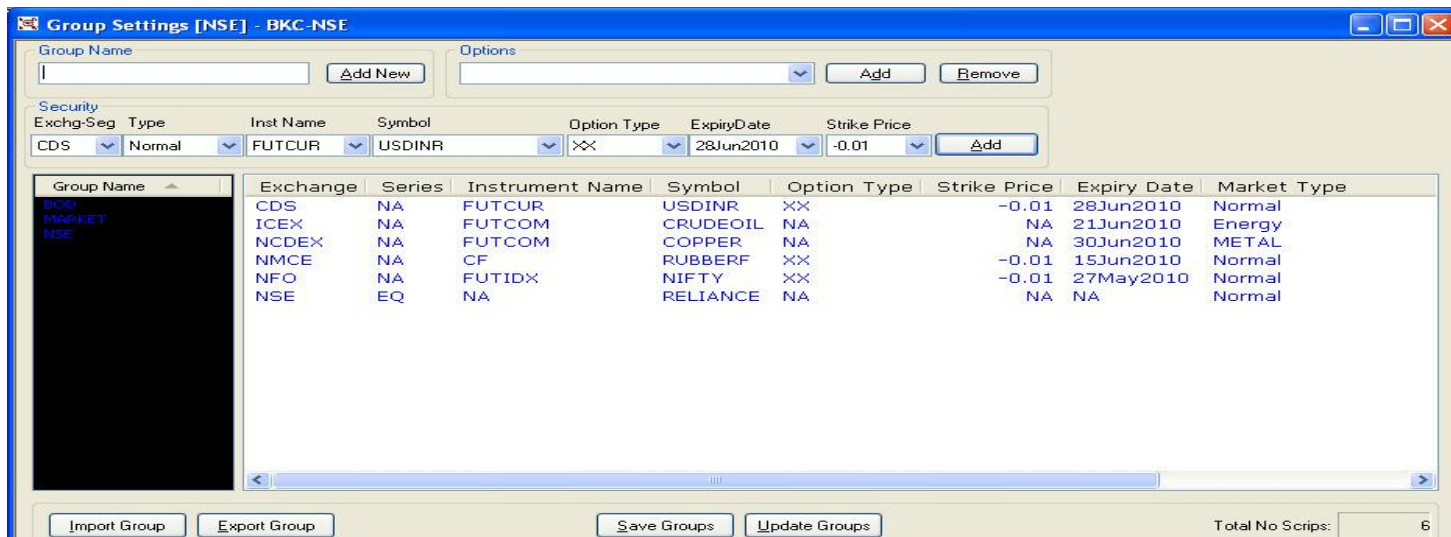 Group Settings [NSE] - BKC-NSE
Group Name Options
Add New Add Remove
Security
Exchg-Seg Type Inst Name Symbol Option Type ExpiryDate Strike Price
CDS Normal FUTCUR USDINR XX 28Jun2010 -0.01 Add
Group Name Exchange Series Instrument Name Symbol Option Type Strike Price Expiry Date Market Type
BOD CDS NA FUTCUR USDINR XX -0.01 28Jun2010 Normal
MARKET ICEX NA FUTCOM CRUDEOIL NA NA 21Jun2010 Energy
NSE NCDEX NA FUTCOM COPPER NA NA 30Jun2010 METAL
NMCE NA CF RUBBERF XX -0.01 15Jun2010 Normal
NFO NA FUTIDX NIFTY XX -0.01 27May2010 Normal
NSE EQ NA RELIANCE NA NA NA Normal
Import Group Export Group Save Groups Update Groups Total No Scrips: 6